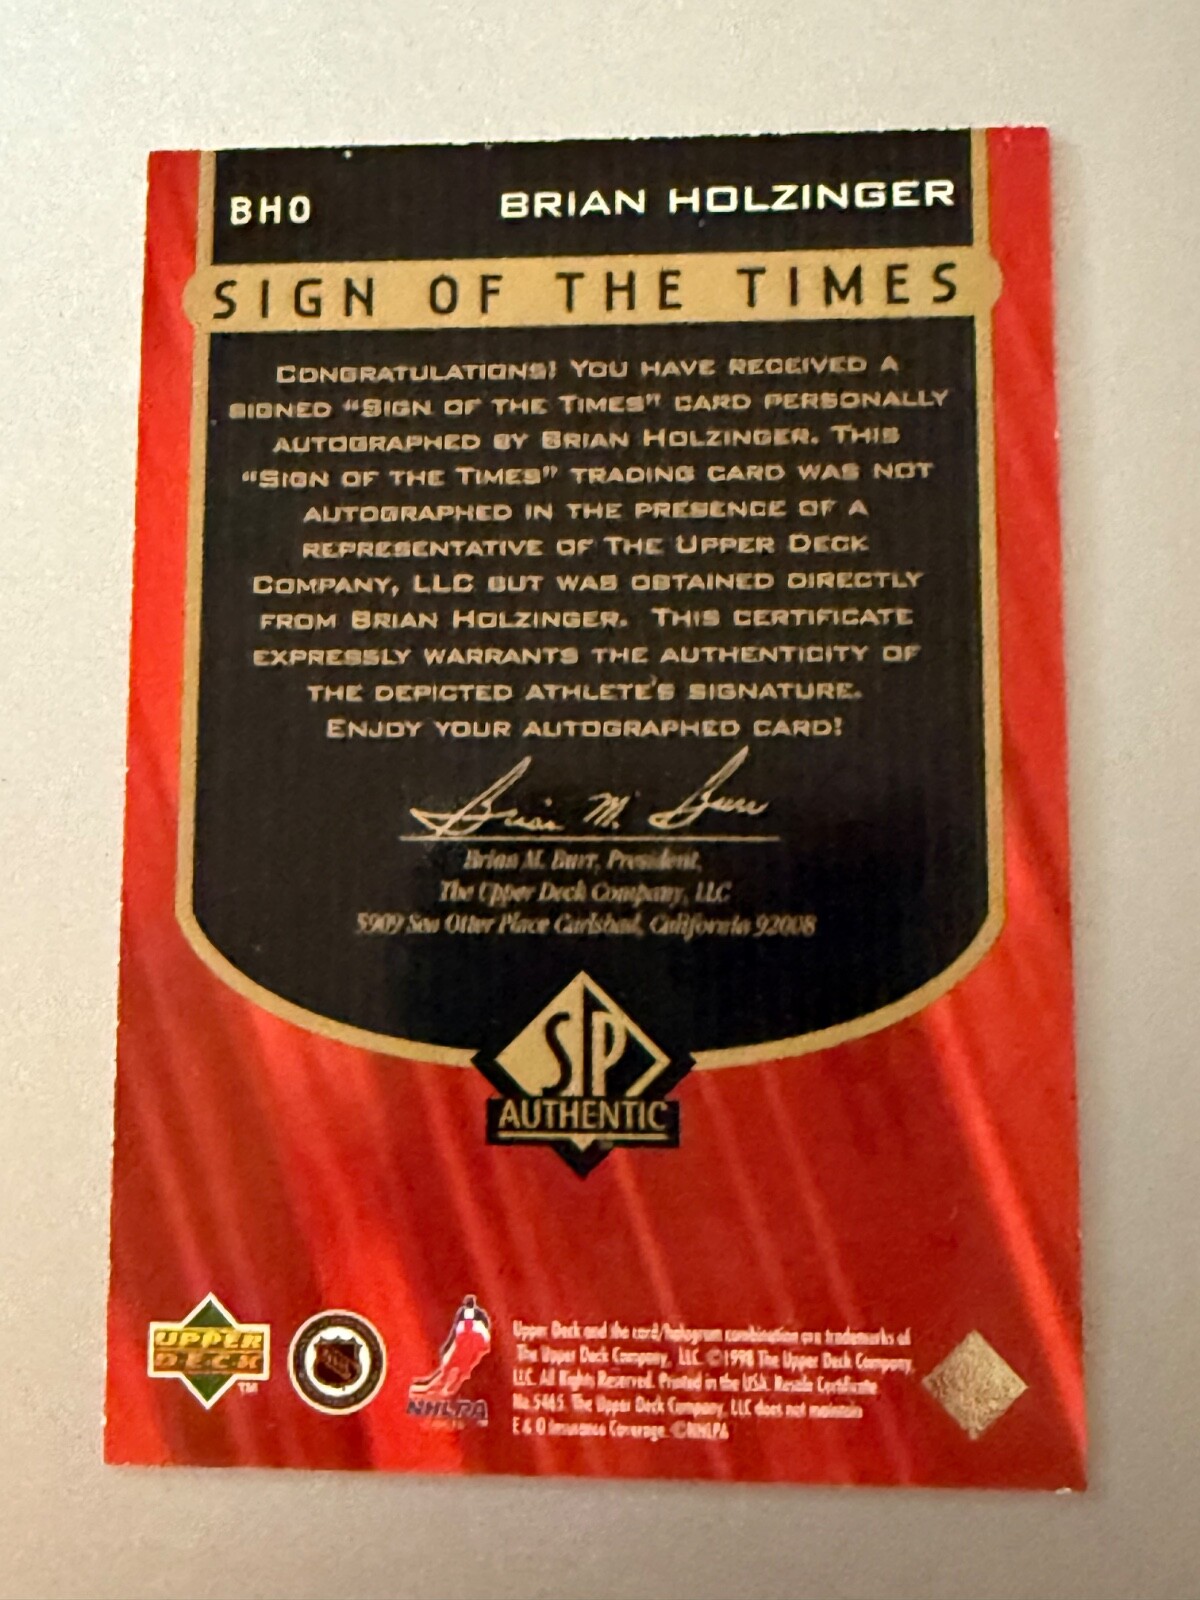 BHO
BRIAN HOLZINGER
SIGN OF THE TIMES
CONGRATULATIONS! YOU HAVE RECEIVED A
SIGNED "SIGN OF THE TIMES" CARD PERSONALLY
AUTOGRAPHED BY BRIAN HOLZINGER. THIS
"SIGN OF THE TIMES" TRADING CARD WAS NOT
AUTOGRAPHED IN THE PRESENCE OF A
REPRESENTATIVE OF THE UPPER DECK
COMPANY, LLC BUT WAS OBTAINED DIRECTLY
FROM BRIAN HOLZINGER. THIS CERTIFICATE
EXPRESSLY WARRANTS THE AUTHENTICITY OF
THE DEPICTED ATHLETE'S SIGNATURE.
ENJOY YOUR AUTOGRAPHED CARD!
Brian M. Burr
Brian M. Burr, President,
The Upper Deck Company, LLC
5909 Sea Otter Place Carlsbad, California 92008
SP
AUTHENTIC
UPPER
DECK
TM
NHL
NHLPA
Upper Deck and the card/hologram combination are trademarks of
The Upper Deck Company, LLC. ©1998 The Upper Deck Company,
LLC. All Rights Reserved. Printed in the USA. Resale Certificate
No. 5465. The Upper Deck Company, LLC does not maintain
E & O Insurance Coverage. ©NHLPA